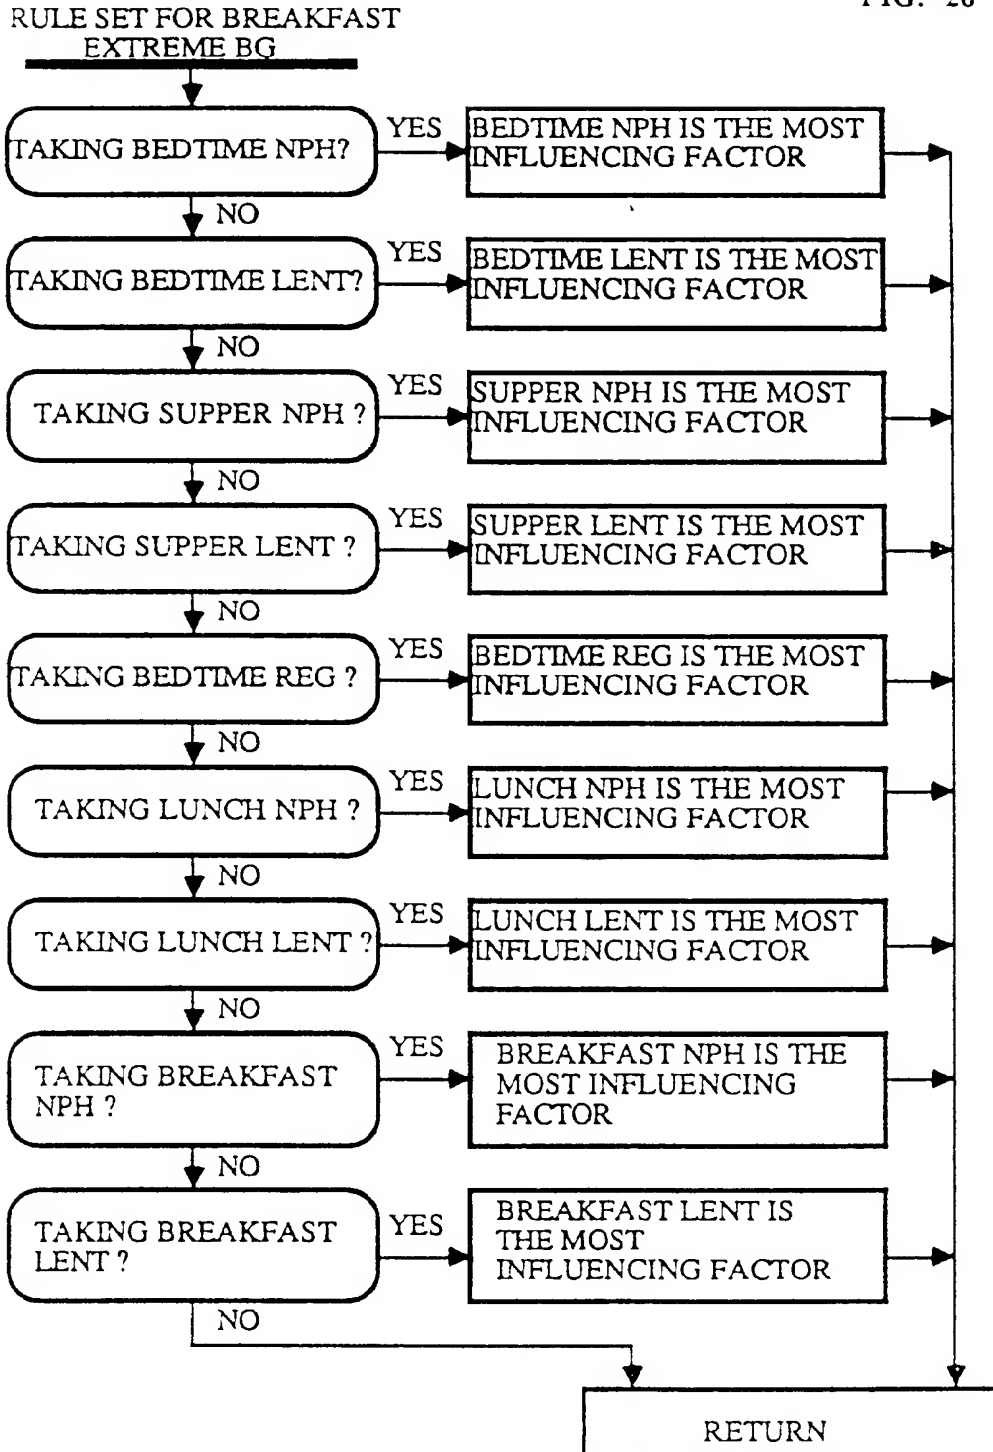 FIG. 26
RULE SET FOR BREAKFAST
EXTREME BG
TAKING BEDTIME NPH?
YES
BEDTIME NPH IS THE MOST
INFLUENCING FACTOR
NO
TAKING BEDTIME LENT?
YES
BEDTIME LENT IS THE MOST
INFLUENCING FACTOR
NO
TAKING SUPPER NPH ?
YES
SUPPER NPH IS THE MOST
INFLUENCING FACTOR
NO
TAKING SUPPER LENT ?
YES
SUPPER LENT IS THE MOST
INFLUENCING FACTOR
NO
TAKING BEDTIME REG ?
YES
BEDTIME REG IS THE MOST
INFLUENCING FACTOR
NO
TAKING LUNCH NPH ?
YES
LUNCH NPH IS THE MOST
INFLUENCING FACTOR
NO
TAKING LUNCH LENT ?
YES
LUNCH LENT IS THE MOST
INFLUENCING FACTOR
NO
TAKING BREAKFAST
NPH ?
YES
BREAKFAST NPH IS THE
MOST INFLUENCING
FACTOR
NO
TAKING BREAKFAST
LENT ?
YES
BREAKFAST LENT IS
THE MOST
INFLUENCING FACTOR
NO
RETURN